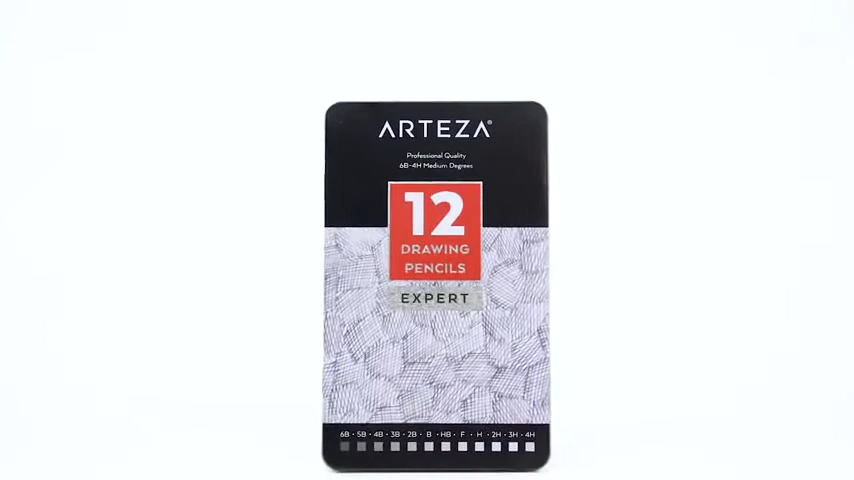 ARTEZA®
Professional Quality
6B-4H Medium Degrees
12
DRAWING
PENCILS
EXPERT
6B • 5B • 4B • 3B • 2B • B • HB • F • H • 2H • 3H • 4H